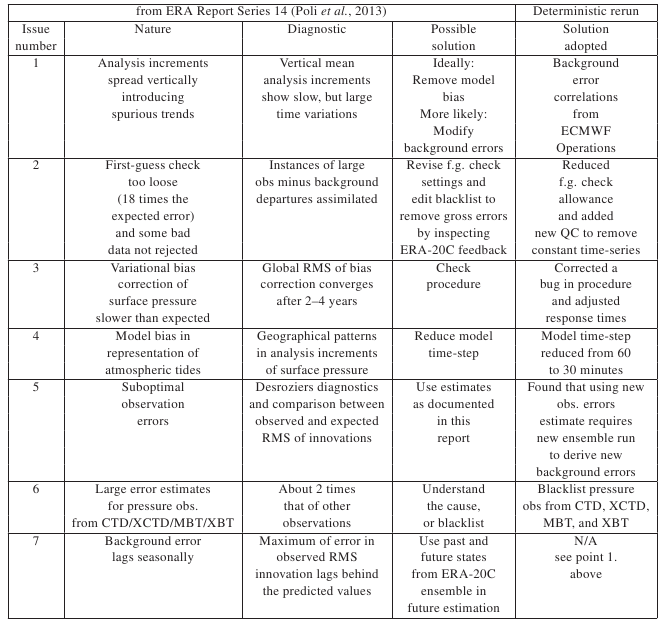 from ERA Report Series 14 (Poli et al., 2013) Deterministic rerun
Issue Nature Diagnostic Possible Solution
number solution adopted
1 Analysis increments Vertical mean Ideally: Background
spread vertically analysis increments Remove model error
introducing show slow, but large bias correlations
spurious trends time variations More likely: from
Modify ECMWF
background errors Operations
2 First-guess check Instances of large Revise f.g. check Reduced
too loose obs minus background settings and f.g. check
(18 times the departures assimilated edit blacklist to allowance
expected error) remove gross errors and added
and some bad by inspecting new QC to remove
data not rejected ERA-20C feedback constant time-series
3 Variational bias Global RMS of bias Check Corrected a
correction of correction converges procedure bug in procedure
surface pressure after 2–4 years and adjusted
slower than expected response times
4 Model bias in Geographical patterns Reduce model Model time-step
representation of in analysis increments time-step reduced from 60
atmospheric tides of surface pressure to 30 minutes
5 Suboptimal Desroziers diagnostics Use estimates Found that using new
observation and comparison between as documented obs. errors
errors observed and expected in this estimate requires
RMS of innovations report new ensemble run
to derive new
background errors
6 Large error estimates About 2 times Understand Blacklist pressure
for pressure obs. that of other the cause, obs from CTD, XCTD,
from CTD/XCTD/MBT/XBT observations or blacklist MBT, and XBT
7 Background error Maximum of error in Use past and N/A
lags seasonally observed RMS future states see point 1.
innovation lags behind from ERA-20C above
the predicted values ensemble in
future estimation